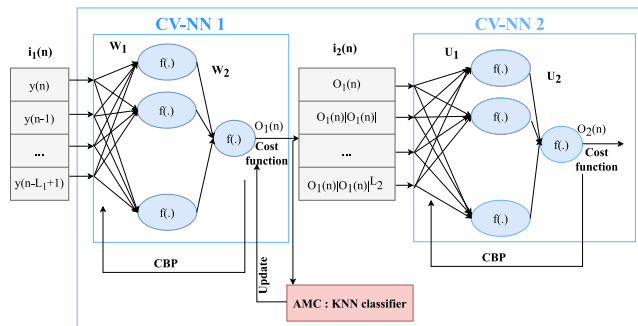 CV-NN 1
CV-NN 2
i1(n)
W1
W2
i2(n)
U1
U2
y(n)
y(n-1)
...
y(n-L1+1)
f(.)
f(.)
f(.)
f(.)
O1(n)
Cost
function
CBP
Update
O1(n)
O1(n)|O1(n)|
...
O1(n)|O1(n)|^L2
f(.)
f(.)
f(.)
f(.)
O2(n)
Cost
function
CBP
AMC : KNN classifier